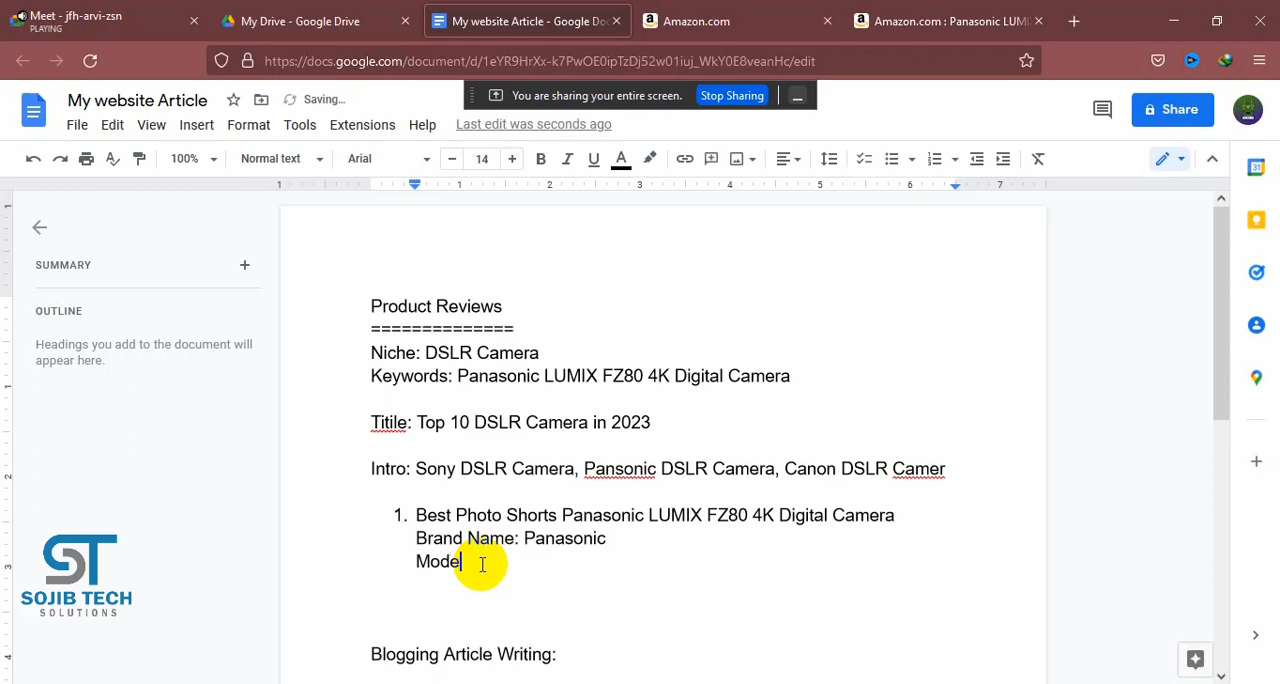 Meet - jfh-arvi-zsn
PLAYING
My Drive - Google Drive
My website Article - Google Doc
Amazon.com
Amazon.com : Panasonic LUMI
https://docs.google.com/document/d/1eYR9HrXx-k7PwOE0ipTzDj52w01iuj_WkY0E8veanHc/edit
My website Article
Saving...
You are sharing your entire screen.
Stop Sharing
Share
File Edit View Insert Format Tools Extensions Help
Last edit was seconds ago
100% Normal text Arial 14
SUMMARY
OUTLINE
Headings you add to the document will
appear here.
Product Reviews
==============
Niche: DSLR Camera
Keywords: Panasonic LUMIX FZ80 4K Digital Camera
Titile: Top 10 DSLR Camera in 2023
Intro: Sony DSLR Camera, Pansonic DSLR Camera, Canon DSLR Camer
1. Best Photo Shorts Panasonic LUMIX FZ80 4K Digital Camera
Brand Name: Panasonic
Mode
Blogging Article Writing:
ST
SOJIB TECH
SOLUTIONS